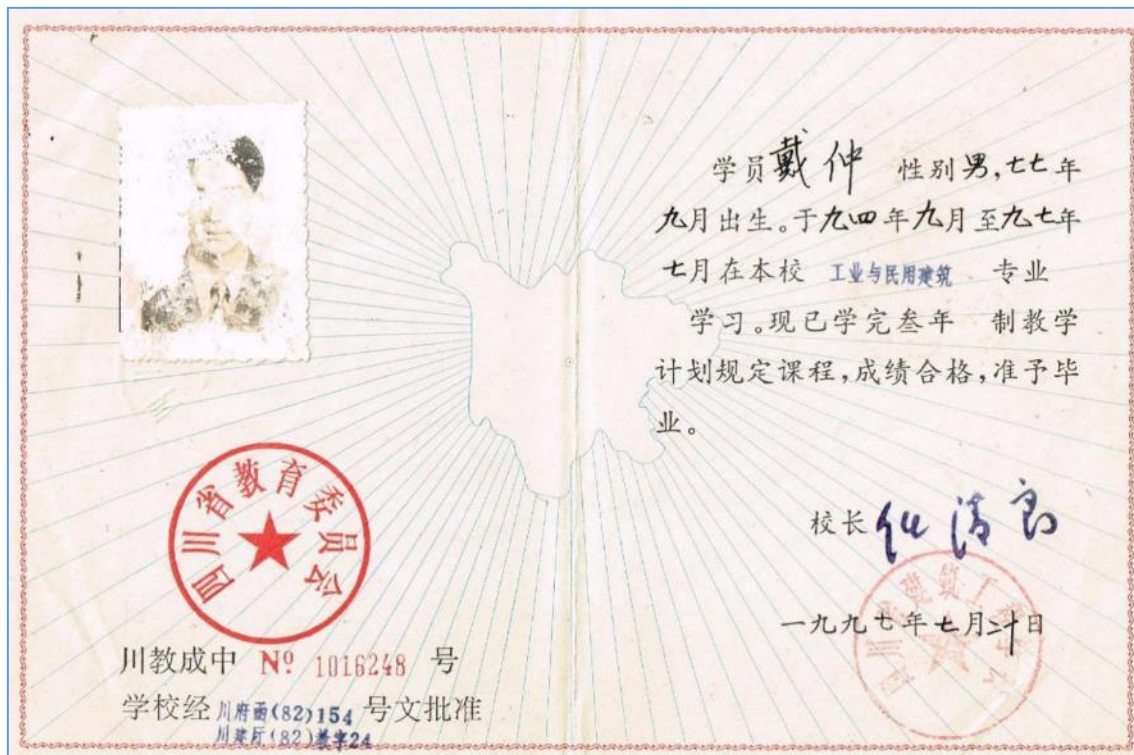 学员戴仲 性别男,七七年
九月出生。于九四年九月至九七年
七月在本校 工业与民用建筑 专业
学习。现已学完叁年 制教学
计划规定课程,成绩合格,准予毕
业。
校长
一九九七年七月二十日
四川省教育委员会
川教成中 Nº 1016248 号
学校经 川府函(82)154 号文批准
(82) 24